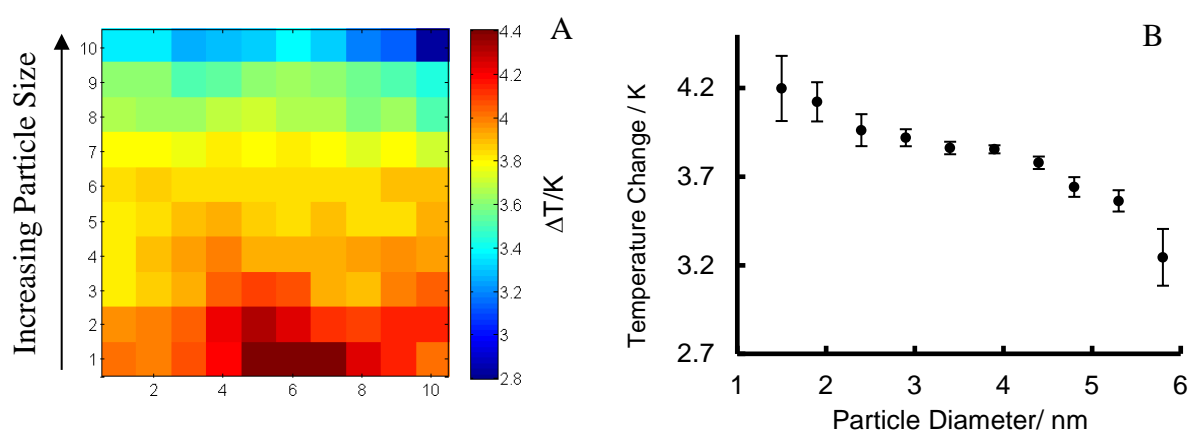 A
Increasing Particle Size
10
9
8
7
6
5
4
3
2
1
2 4 6 8 10
4.4
4.2
4
3.8
3.6
3.4
3.2
3
2.8
ΔT/K
B
Temperature Change / K
4.2
3.7
3.2
2.7
1 2 3 4 5 6
Particle Diameter/ nm